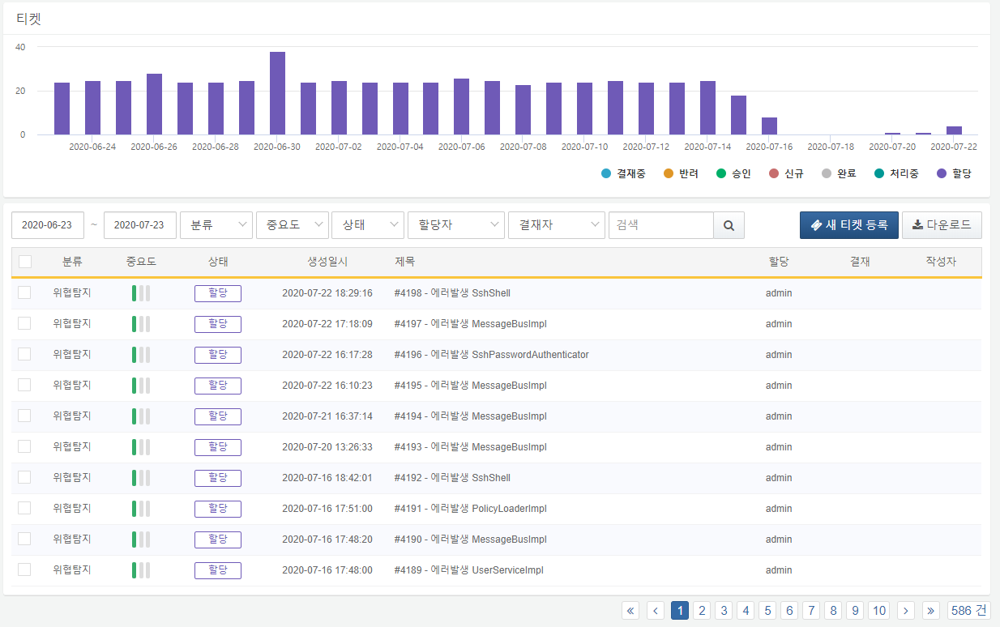 티켓
40
20
0
2020-06-24 2020-06-26 2020-06-28 2020-06-30 2020-07-02 2020-07-04 2020-07-06 2020-07-08 2020-07-10 2020-07-12 2020-07-14 2020-07-16 2020-07-18 2020-07-20 2020-07-22
결재중 반려 승인 신규 완료 처리중 할당
2020-06-23 ~ 2020-07-23 분류 중요도 상태 할당자 결재자 검색 새 티켓 등록 다운로드
분류 중요도 상태 생성일시 제목 할당 결재 작성자
위협탐지 할당 2020-07-22 18:29:16 #4198 - 에러발생 SshShell admin
위협탐지 할당 2020-07-22 17:18:09 #4197 - 에러발생 MessageBusImpl admin
위협탐지 할당 2020-07-22 16:17:28 #4196 - 에러발생 SshPasswordAuthenticator admin
위협탐지 할당 2020-07-22 16:10:23 #4195 - 에러발생 MessageBusImpl admin
위협탐지 할당 2020-07-21 16:37:14 #4194 - 에러발생 MessageBusImpl admin
위협탐지 할당 2020-07-20 13:26:33 #4193 - 에러발생 MessageBusImpl admin
위협탐지 할당 2020-07-16 18:42:01 #4192 - 에러발생 SshShell admin
위협탐지 할당 2020-07-16 17:51:00 #4191 - 에러발생 PolicyLoaderImpl admin
위협탐지 할당 2020-07-16 17:48:20 #4190 - 에러발생 MessageBusImpl admin
위협탐지 할당 2020-07-16 17:48:00 #4189 - 에러발생 UserServiceImpl admin
« ‹ 1 2 3 4 5 6 7 8 9 10 › » 586 건